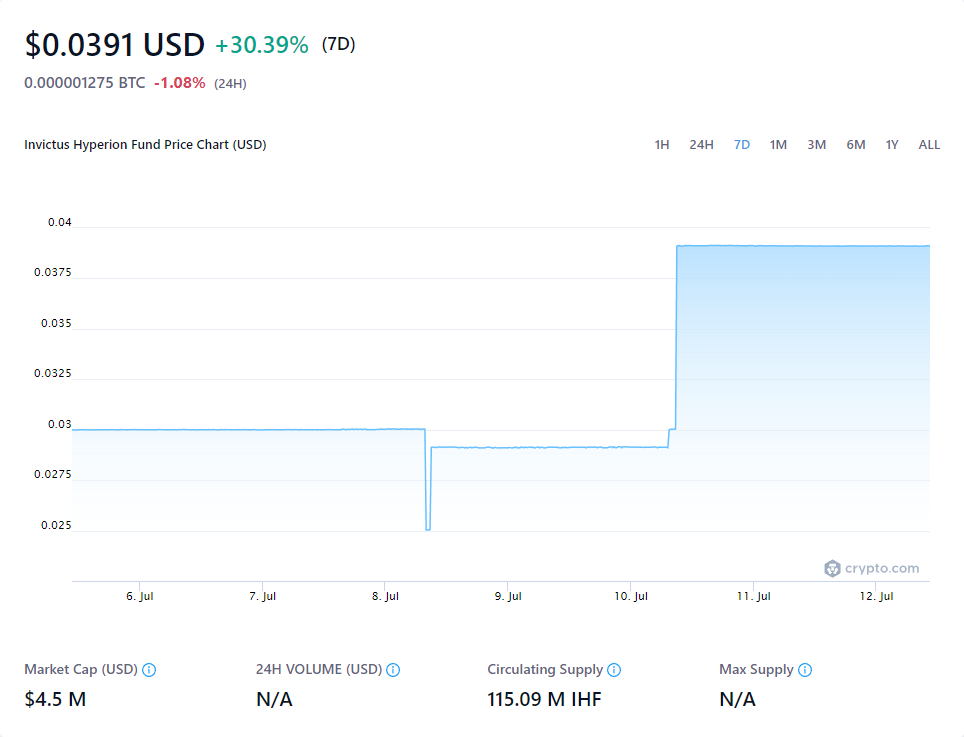 $0.0391 USD +30.39% (7D)
0.000001275 BTC -1.08% (24H)
Invictus Hyperion Fund Price Chart (USD) 1H 24H 7D 1M 3M 6M 1Y ALL
0.04
0.0375
0.035
0.0325
0.03
0.0275
0.025
crypto.com
6. Jul 7. Jul 8. Jul 9. Jul 10. Jul 11. Jul 12. Jul
Market Cap (USD) 24H VOLUME (USD) Circulating Supply Max Supply
$4.5 M N/A 115.09 M IHF N/A